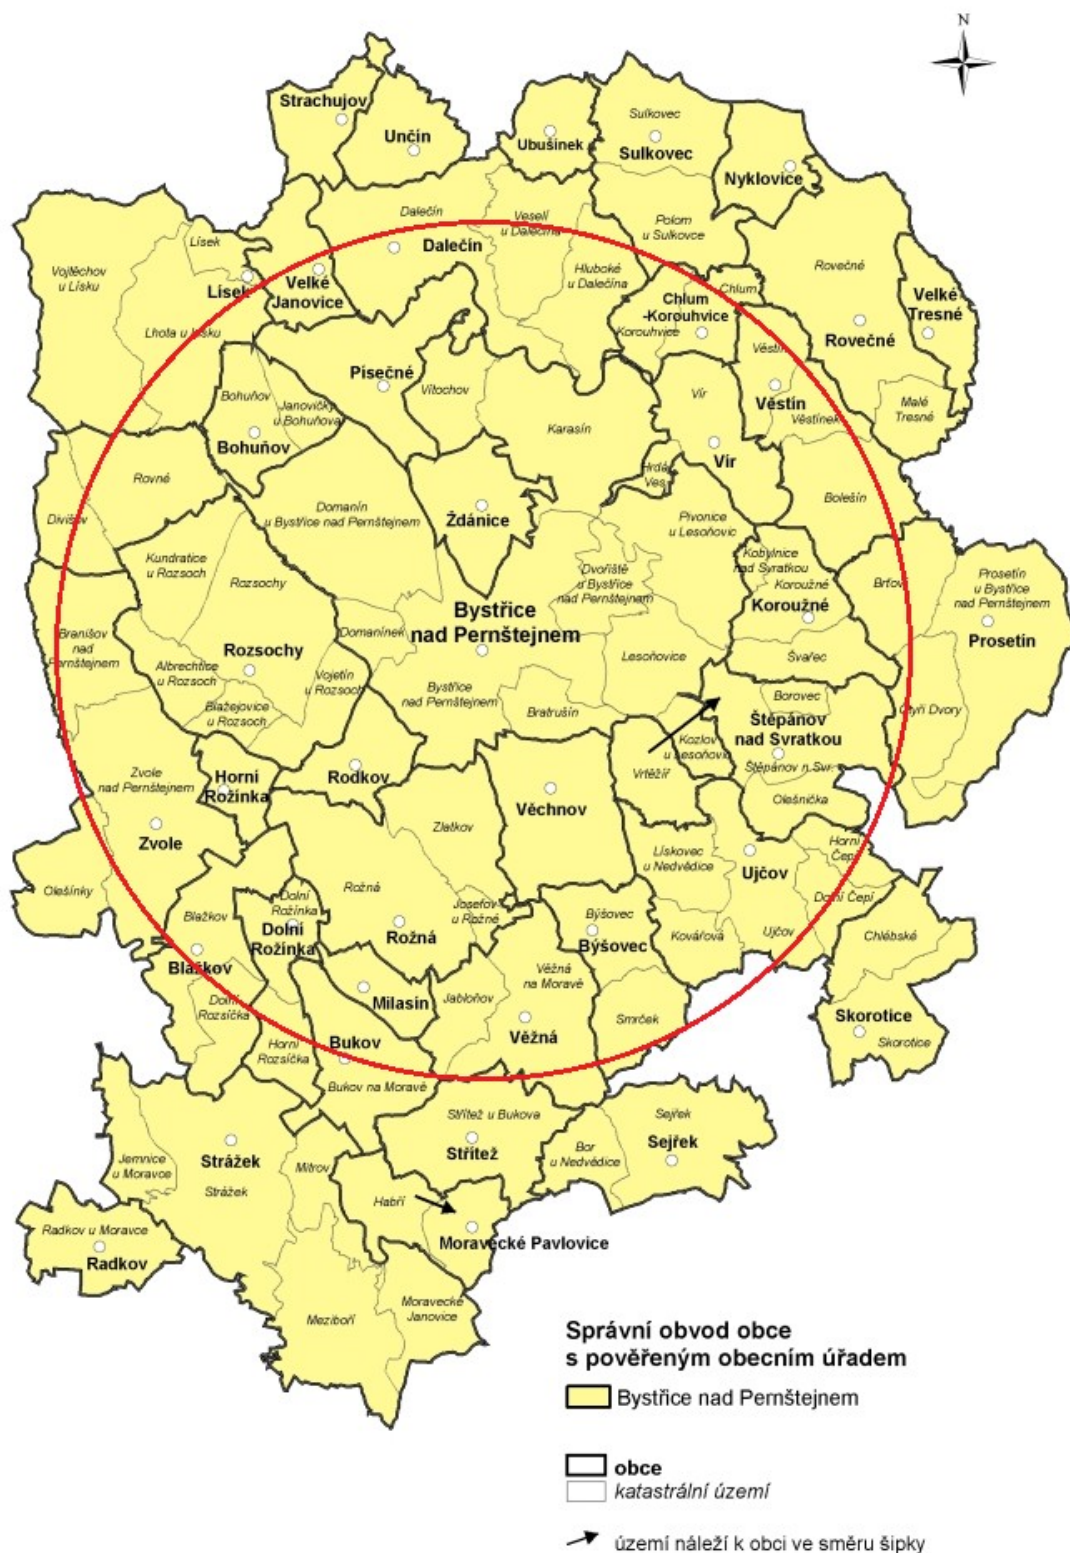 N
Strachujov
Unčín
Ubušínek
Sulkovec
Sulkovec
Nyklovice
Dalečín
Dalečín
Veselí
u Dalečína
Polom
u Sulkovce
Hluboké
u Dalečína
Lísek
Lísek
Vojtěchov
u Lísku
Lhota u Lísku
Velké
Janovice
Chlum
Chlum
-Korouhvice
Korouhvice
Rovečné
Rovečné
Velké
Tresné
Malé
Tresné
Věstín
Věstín
Věstínek
Písečné
Vítochov
Karasín
Vír
Vír
Bohuňov
Janovičky
u Bohuňova
Bohuňov
Rovné
Divišov
Domanín
u Bystřice nad Pernštejnem
Ždánice
Hrdá
Ves
Bolešín
Pivonice
u Lesoňovic
Kundratice
u Rozsoch
Rozsochy
Rozsochy
Dvořiště
u Bystřice
nad Pernštejnem
Kobylnice
nad Svratkou
Koroužné
Koroužné
Brťoví
Prosetín
u Bystřice
nad Pernštejnem
Prosetín
Bystřice
nad Pernštejnem
Domanínek
Branišov
nad
Pernštejnem
Albrechtice
u Rozsoch
Vojetín
u Rozsoch
Blažejovice
u Rozsoch
Bystřice
nad Pernštejnem
Bratrušín
Lesoňovice
Švařec
Borovec
Štěpánov
nad Svratkou
Štěpánov n.Svr.
Čtyři Dvory
Kozlov
u Lesoňovic
Vrtěžíř
Olešnička
Zvole
nad Pernštejnem
Zvole
Horní
Rožínka
Rodkov
Věchnov
Zlatkov
Olešínky
Lískovec
u Nedvědice
Ujčov
Horní
Čepí
Dolní Čepí
Ujčov
Kovářová
Rožná
Rožná
Josefov
u Rožné
Blažkov
Blažkov
Dolní
Rožínka
Dolní
Rožínka
Býšovec
Býšovec
Chlébské
Skorotice
Skorotice
Milasín
Jabloňov
Věžná
na Moravě
Věžná
Smrček
Dolní
Rozsíčka
Horní
Rozsíčka
Bukov
Bukov na Moravě
Střítež u Bukova
Střítež
Bor
u Nedvědice
Sejřek
Sejřek
Jemnice
u Moravce
Strážek
Strážek
Mitrov
Habří
Moravecké Pavlovice
Radkov u Moravce
Radkov
Meziboří
Moravecké
Janovice
Správní obvod obce
s pověřeným obecním úřadem
Bystřice nad Pernštejnem
obce
katastrální území
území náleží k obci ve směru šipky